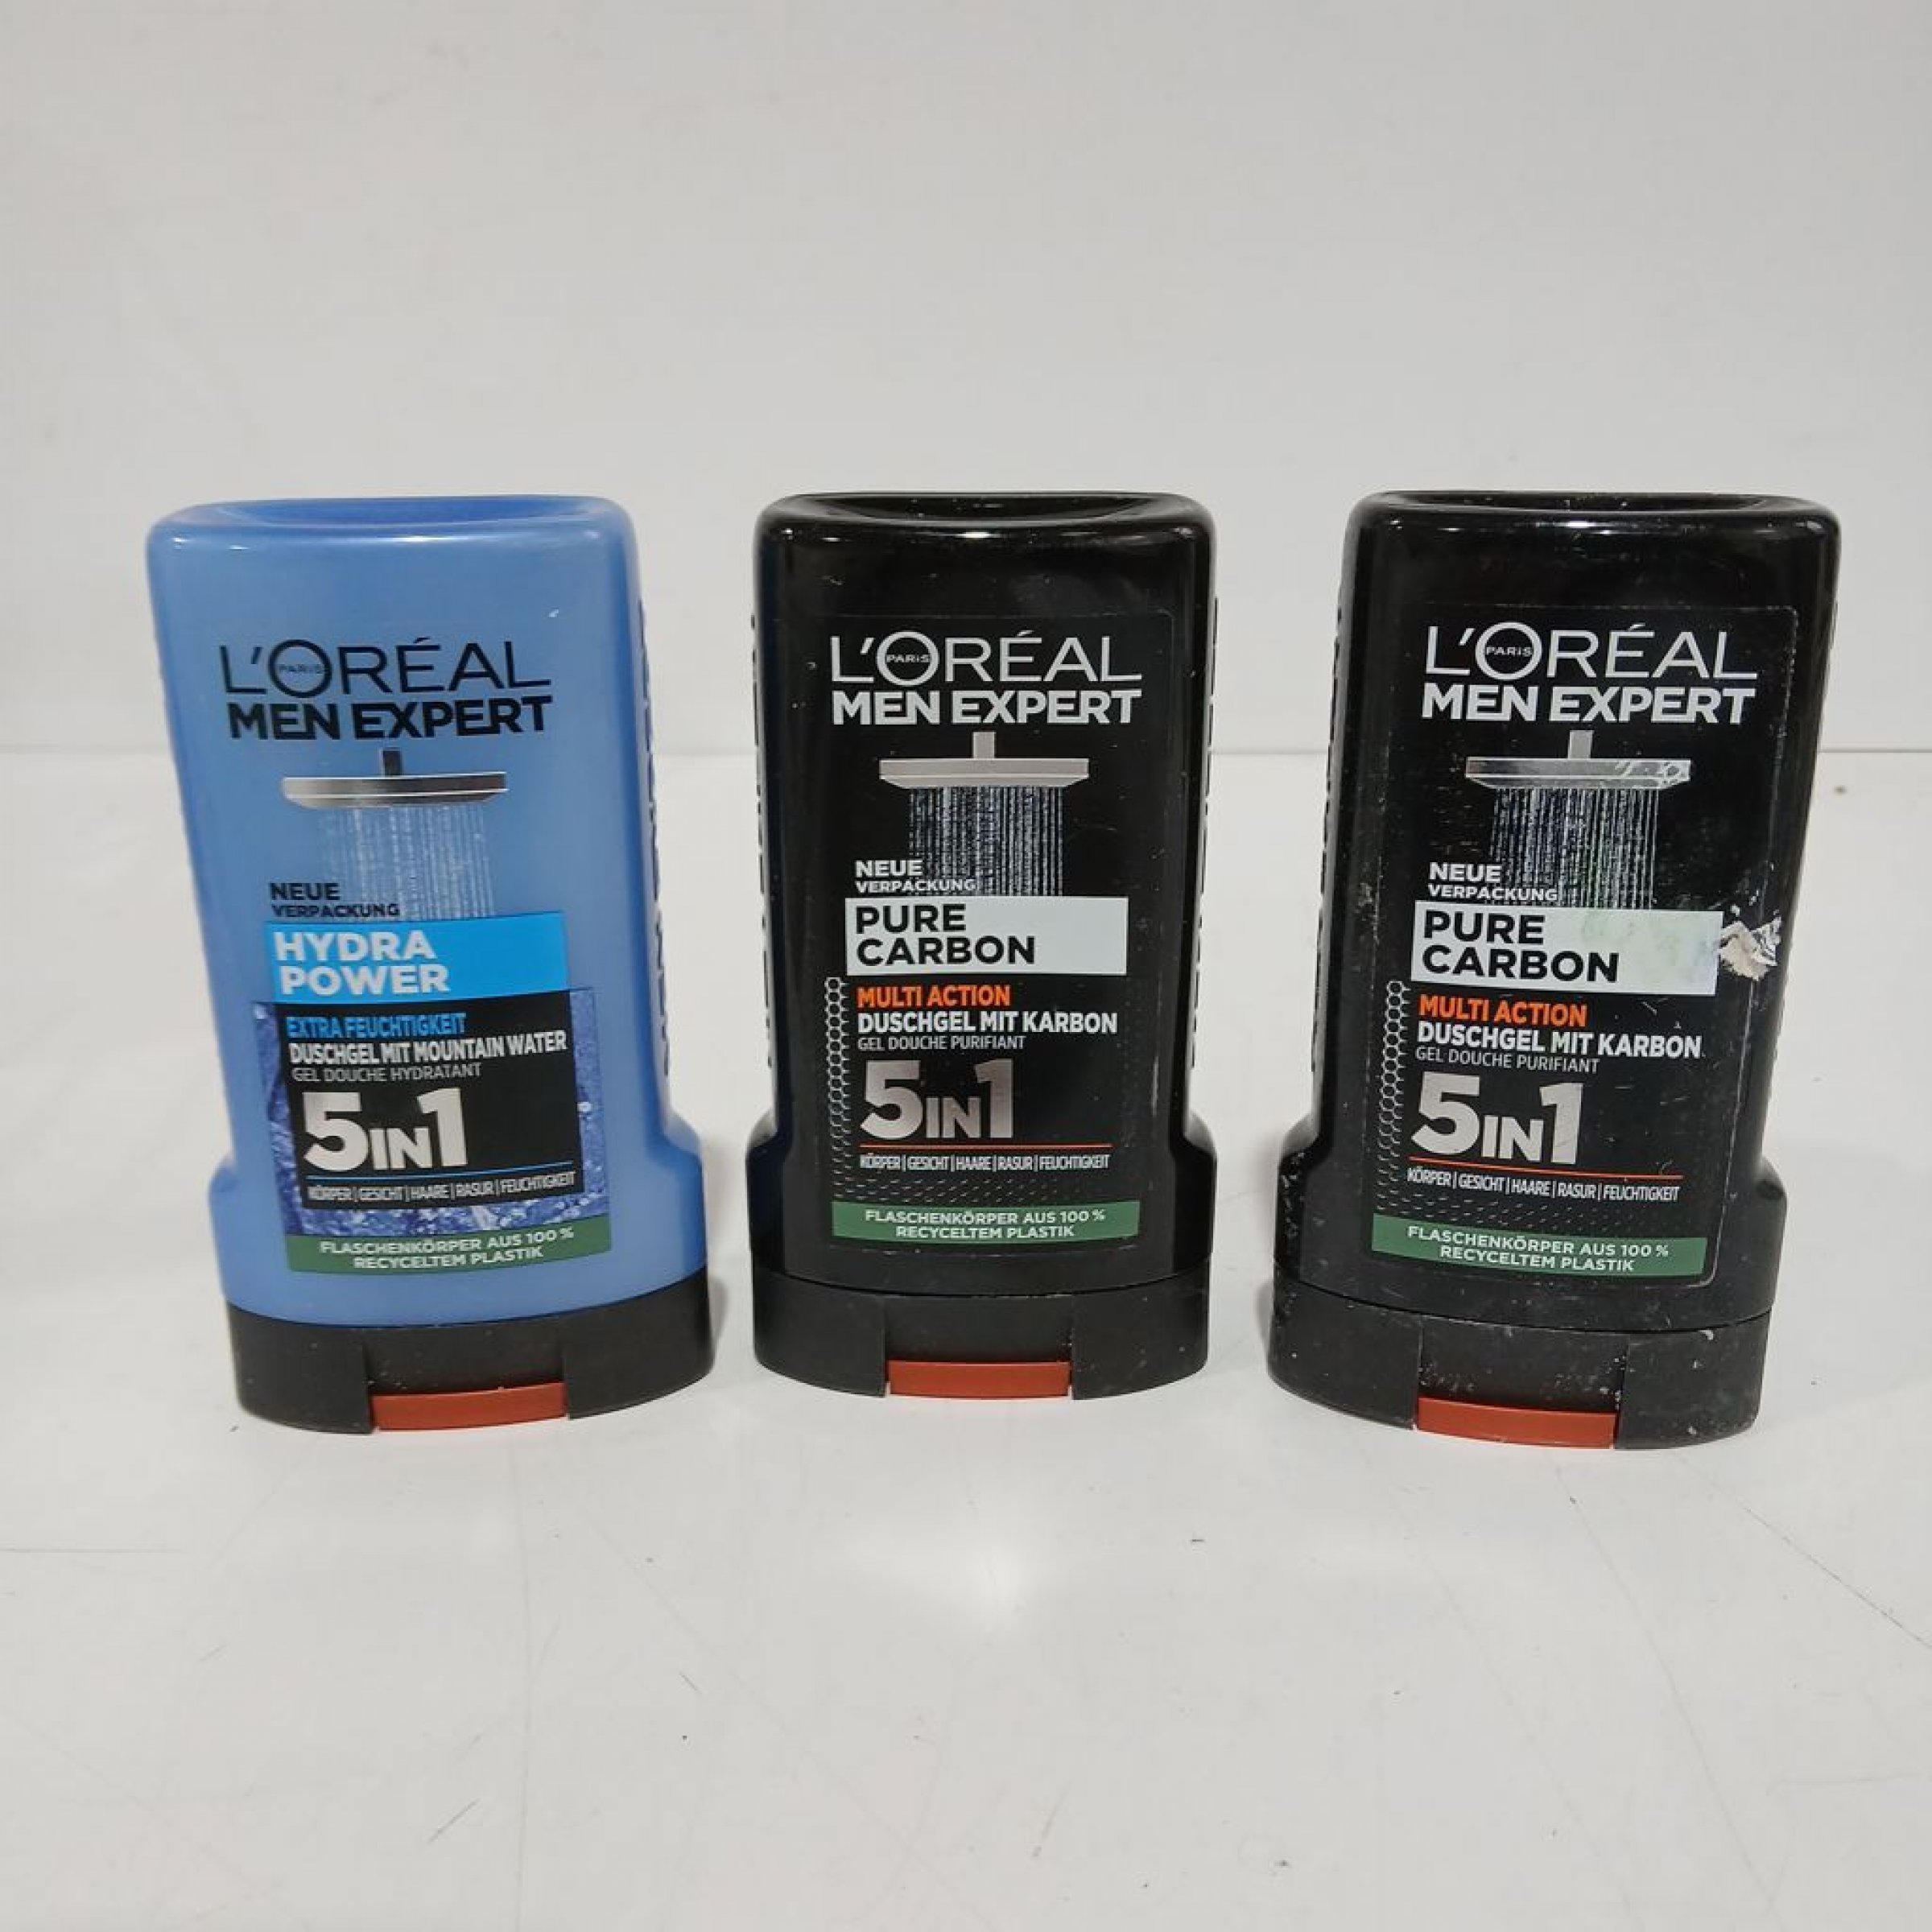 L'ORÉAL
PARIS
MEN EXPERT
NEUE
VERPACKUNG
HYDRA
POWER
EXTRA FEUCHTIGKEIT
DUSCHGEL MIT MOUNTAIN WATER
GEL DOUCHE HYDRATANT
5IN1
KÖRPER | GESICHT | HAARE | RASUR | FEUCHTIGKEIT
FLASCHENKÖRPER AUS 100 %
RECYCELTEM PLASTIK
L'ORÉAL
PARIS
MEN EXPERT
NEUE
VERPACKUNG
PURE
CARBON
MULTI ACTION
DUSCHGEL MIT KARBON
GEL DOUCHE PURIFIANT
5IN1
KÖRPER | GESICHT | HAARE | RASUR | FEUCHTIGKEIT
FLASCHENKÖRPER AUS 100 %
RECYCELTEM PLASTIK
L'ORÉAL
PARIS
MEN EXPERT
NEUE
VERPACKUNG
PURE
CARBON
MULTI ACTION
DUSCHGEL MIT KARBON
GEL DOUCHE PURIFIANT
5IN1
KÖRPER | GESICHT | HAARE | RASUR | FEUCHTIGKEIT
FLASCHENKÖRPER AUS 100 %
RECYCELTEM PLASTIK